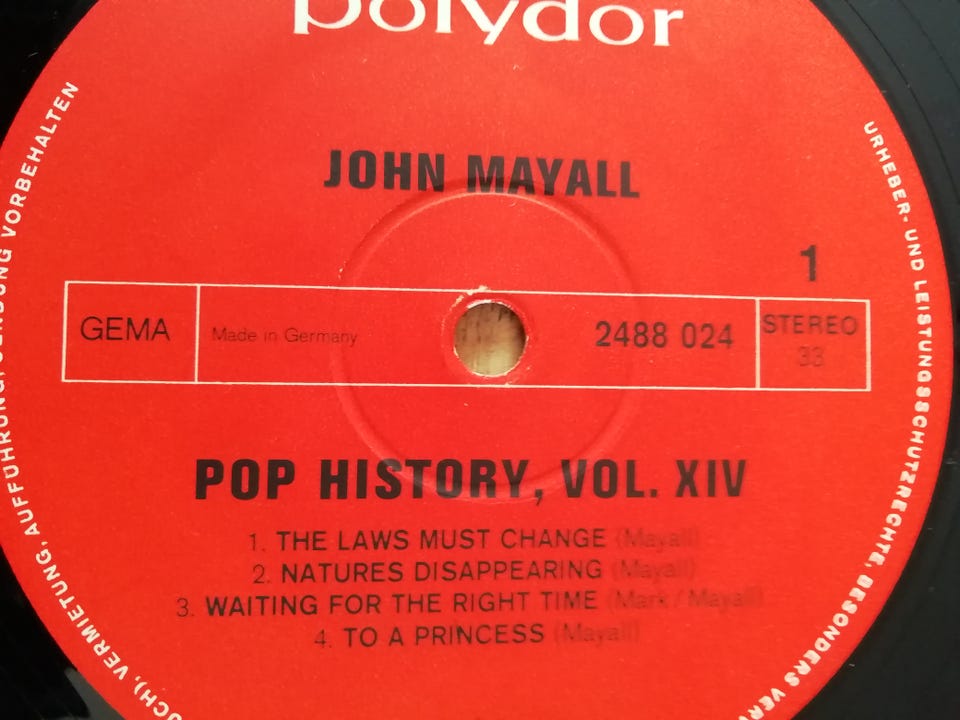 polydor
JOHN MAYALL
1
GEMA
Made in Germany
2488 024
STEREO
33
POP HISTORY, VOL. XIV
1. THE LAWS MUST CHANGE (Mayall)
2. NATURES DISAPPEARING (Mayall)
3. WAITING FOR THE RIGHT TIME (Mark/Mayall)
4. TO A PRINCESS (Mayall)
URHEBER- UND LEISTUNGSSCHUTZRECHTE, BESONDERS
VERMIETUNG, AUFFÜHRUNG, SENDUNG VORBEHALTEN